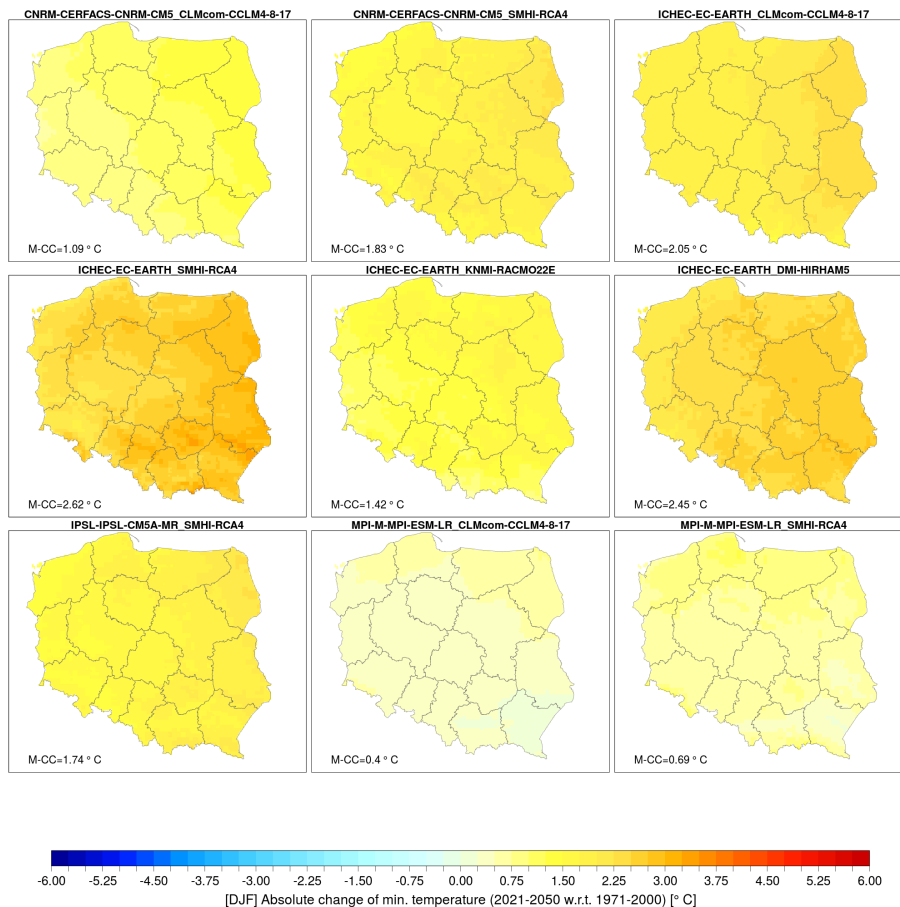 CNRM-CERFACS-CNRM-CM5_CLMcom-CCLM4-8-17
CNRM-CERFACS-CNRM-CM5_SMHI-RCA4
ICHEC-EC-EARTH_CLMcom-CCLM4-8-17
M-CC=1.09 ° C
M-CC=1.83 ° C
M-CC=2.05 ° C
ICHEC-EC-EARTH_SMHI-RCA4
ICHEC-EC-EARTH_KNMI-RACMO22E
ICHEC-EC-EARTH_DMI-HIRHAM5
M-CC=2.62 ° C
M-CC=1.42 ° C
M-CC=2.45 ° C
IPSL-IPSL-CM5A-MR_SMHI-RCA4
MPI-M-MPI-ESM-LR_CLMcom-CCLM4-8-17
MPI-M-MPI-ESM-LR_SMHI-RCA4
M-CC=1.74 ° C
M-CC=0.4 ° C
M-CC=0.69 ° C
-6.00 -5.25 -4.50 -3.75 -3.00 -2.25 -1.50 -0.75 0.00 0.75 1.50 2.25 3.00 3.75 4.50 5.25 6.00
[DJF] Absolute change of min. temperature (2021-2050 w.r.t. 1971-2000) [° C]